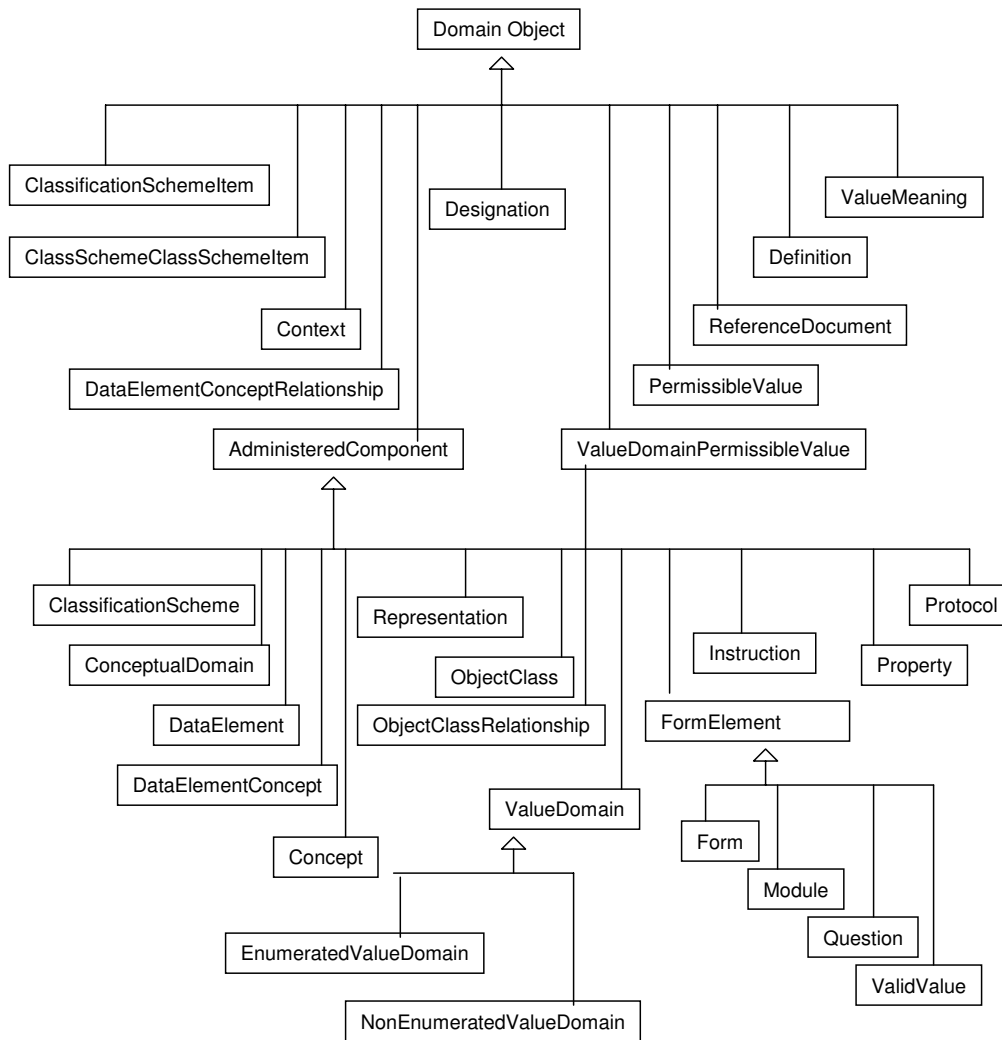 Domain Object
ClassificationSchemeItem
Designation
ValueMeaning
ClassSchemeClassSchemeItem
Definition
Context
ReferenceDocument
DataElementConceptRelationship
PermissibleValue
AdministeredComponent
ValueDomainPermissibleValue
ClassificationScheme
Representation
Protocol
ConceptualDomain
ObjectClass
Instruction
Property
DataElement
ObjectClassRelationship
FormElement
DataElementConcept
ValueDomain
Concept
Form
Module
EnumeratedValueDomain
Question
ValidValue
NonEnumeratedValueDomain